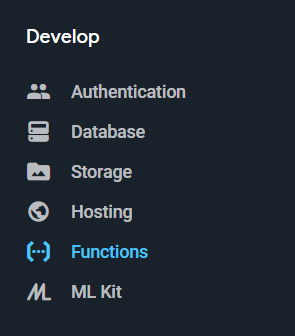 Develop
Authentication
Database
Storage
Hosting
Functions
ML Kit